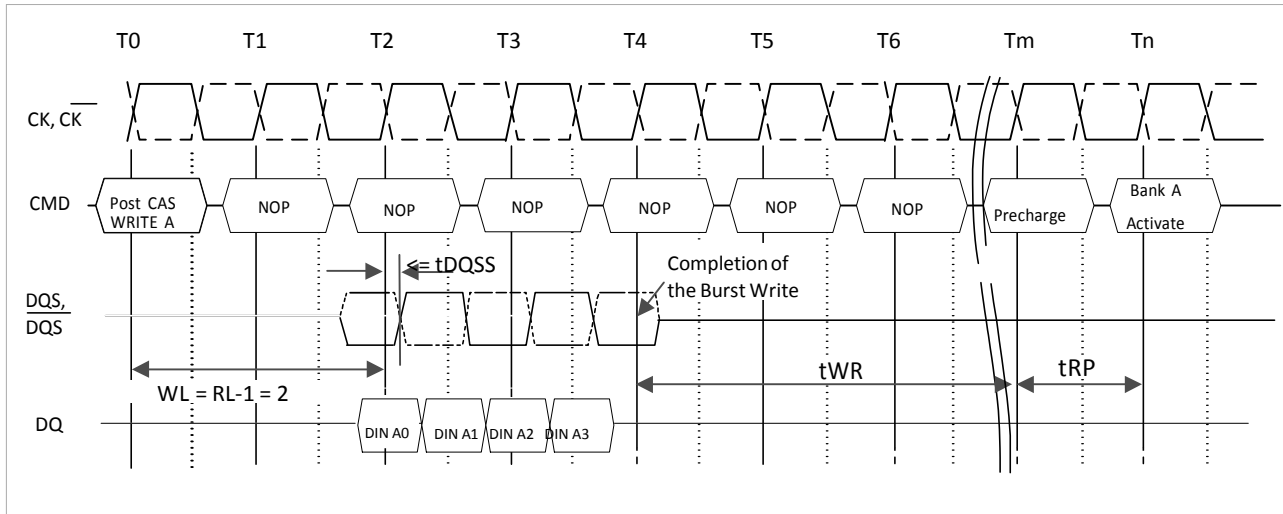 T0 T1 T2 T3 T4 T5 T6 Tm Tn
CK, CK
CMD
Post CAS
WRITE A
NOP
NOP
NOP
NOP
NOP
NOP
Precharge
Bank A
Activate
<= tDQSS
Completion of
the Burst Write
DQS,
DQS
WL = RL-1 = 2
tWR
tRP
DQ
DIN A0
DIN A1
DIN A2
DIN A3